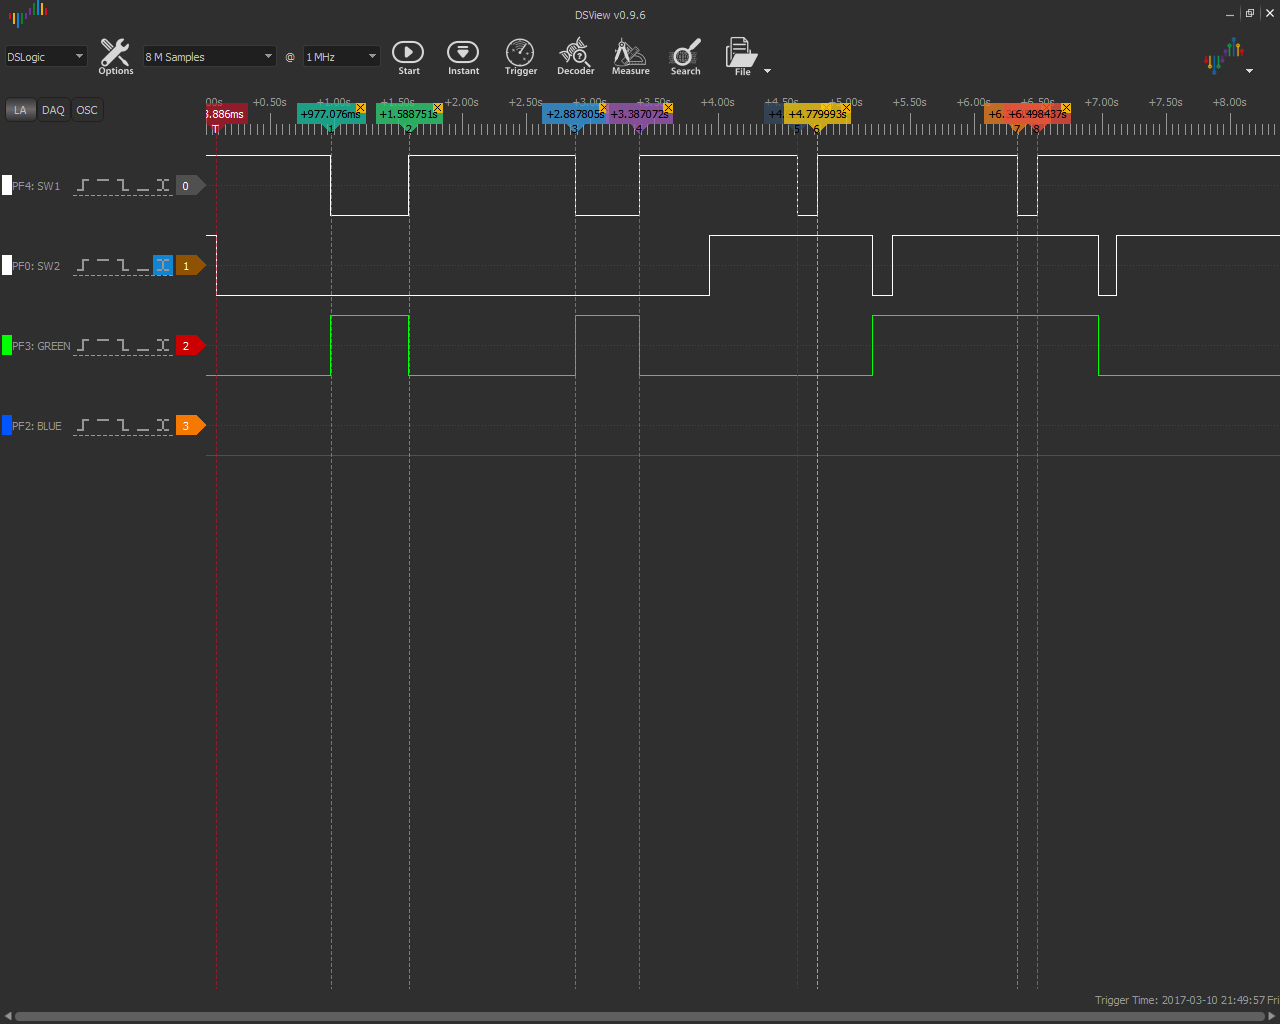 DSView v0.9.6
DSLogic
Options
8 M Samples
@
1 MHz
Start
Instant
Trigger
Decoder
Measure
Search
File
LA DAQ OSC
00s +0.50s +1.00s +1.50s +2.00s +2.50s +3.00s +3.50s +4.00s +4.50s +5.00s +5.50s +6.00s +6.50s +7.00s +7.50s +8.00s
3.886ms +977.076ms +1.588751s +2.887805s +3.387072s +4. +4.779993s +6. +6.498437s
T 1 2 3 4 5 6 7 8
PF4: SW1 0
PF0: SW2 1
PF3: GREEN 2
PF2: BLUE 3
Trigger Time: 2017-03-10 21:49:57 Fri